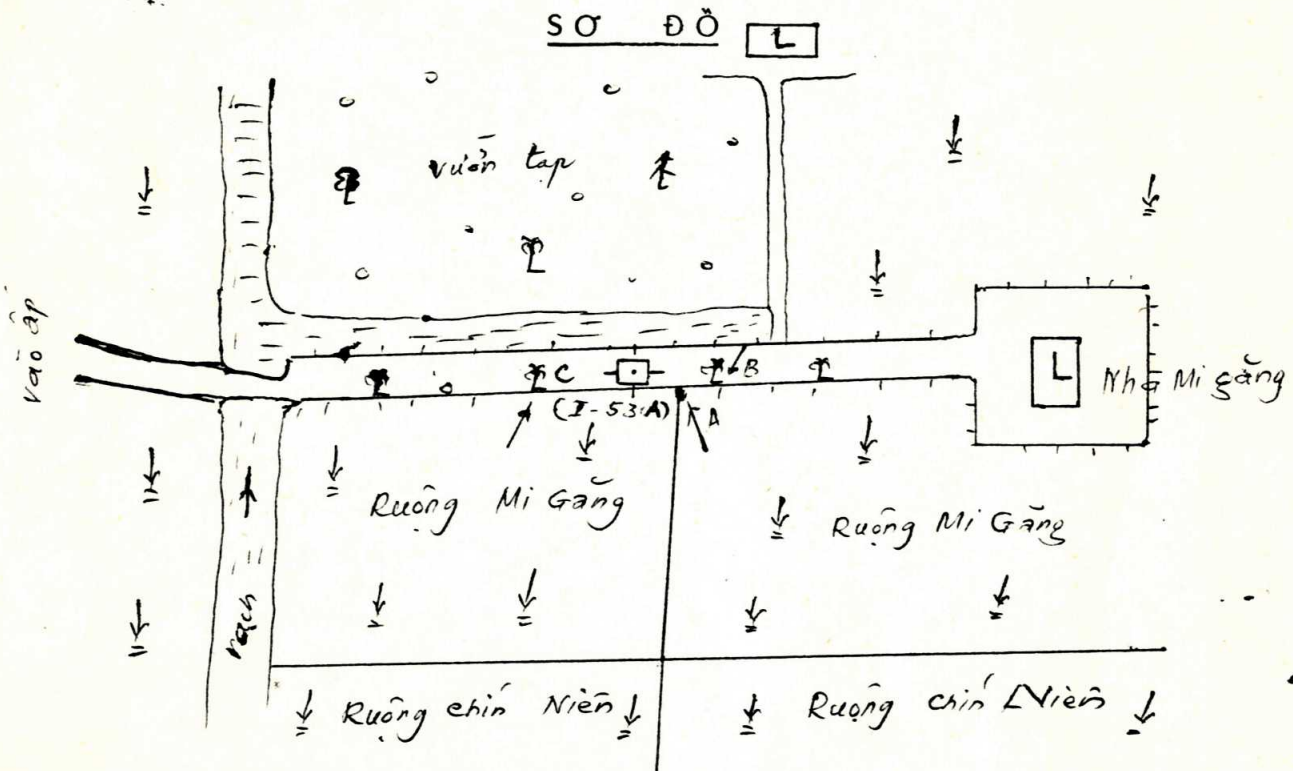 SƠ ĐỒ
L
vườn tạp
vào ấp
C
B
(I-53A)
A
L
Nhà Mi găng
Ruộng Mi Găng
Ruộng Mi Găng
rạch
Ruộng chín Niên
Ruộng chín Niên